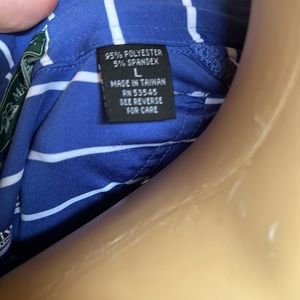 95% POLYESTER
5% SPANDEX
L
MADE IN TAIWAN
RN 53545
SEE REVERSE
FOR CARE